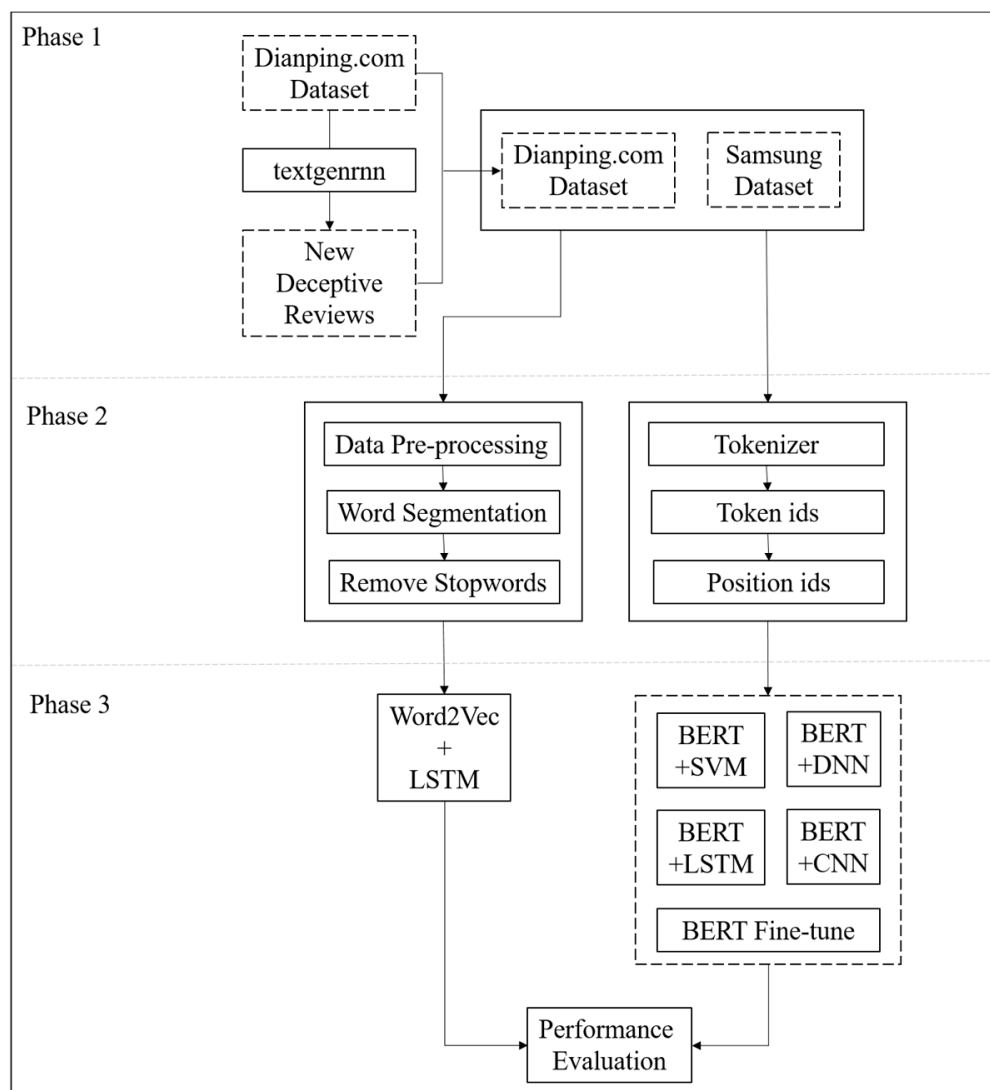 Phase 1
Dianping.com
Dataset
textgenrnn
New
Deceptive
Reviews
Dianping.com
Dataset
Samsung
Dataset
Phase 2
Data Pre-processing
Word Segmentation
Remove Stopwords
Tokenizer
Token ids
Position ids
Phase 3
Word2Vec
+
LSTM
BERT
+SVM
BERT
+DNN
BERT
+LSTM
BERT
+CNN
BERT Fine-tune
Performance
Evaluation